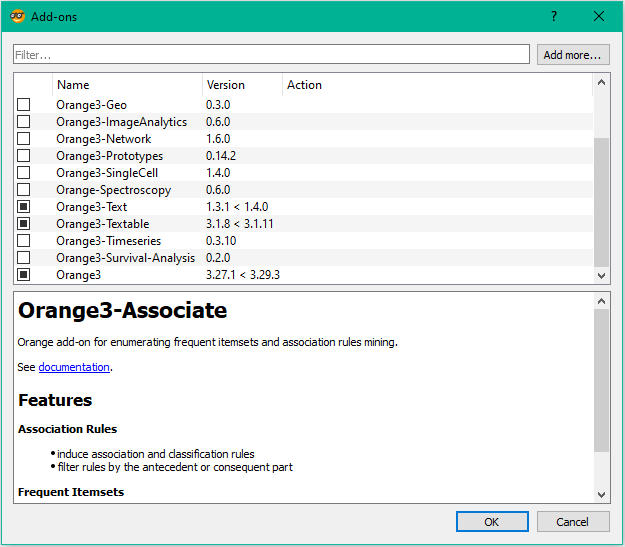 Add-ons
Filter...
Add more...
Name Version Action
Orange3-Geo 0.3.0
Orange3-ImageAnalytics 0.6.0
Orange3-Network 1.6.0
Orange3-Prototypes 0.14.2
Orange3-SingleCell 1.4.0
Orange-Spectroscopy 0.6.0
Orange3-Text 1.3.1 < 1.4.0
Orange3-Textable 3.1.8 < 3.1.11
Orange3-Timeseries 0.3.10
Orange3-Survival-Analysis 0.2.0
Orange3 3.27.1 < 3.29.3
Orange3-Associate
Orange add-on for enumerating frequent itemsets and association rules mining.
See documentation.
Features
Association Rules
• induce association and classification rules
• filter rules by the antecedent or consequent part
Frequent Itemsets
OK Cancel